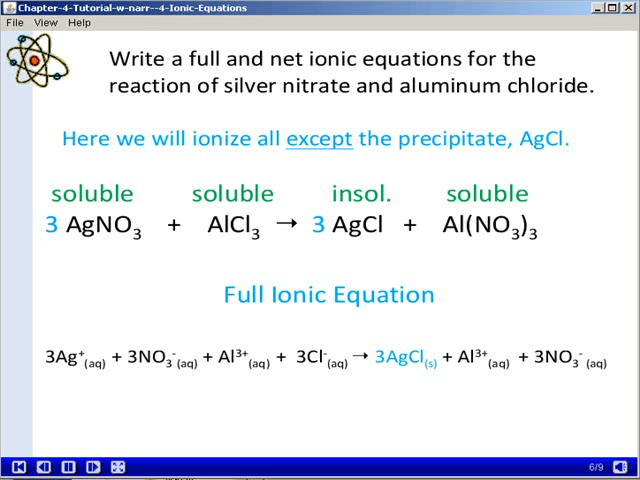 Chapter-4-Tutorial-w-narr--4-Ionic-Equations
File View Help
Write a full and net ionic equations for the
reaction of silver nitrate and aluminum chloride.
Here we will ionize all except the precipitate, AgCl.
soluble soluble insol. soluble
3 AgNO₃ + AlCl₃ → 3 AgCl + Al(NO₃)₃
Full Ionic Equation
3Ag⁺(aq) + 3NO₃⁻(aq) + Al³⁺(aq) + 3Cl⁻(aq) → 3AgCl(s) + Al³⁺(aq) + 3NO₃⁻(aq)
6/9